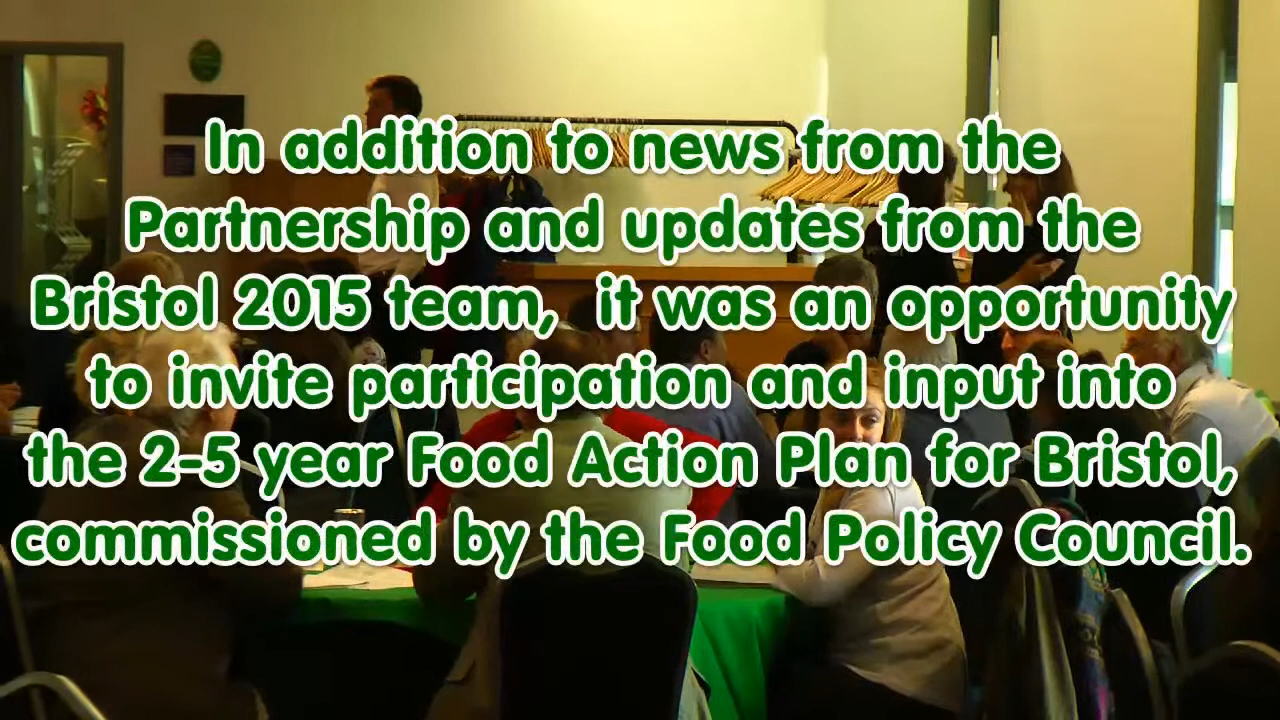 In addition to news from the
Partnership and updates from the
Bristol 2015 team,  it was an opportunity
to invite participation and input into
the 2-5 year Food Action Plan for Bristol,
commissioned by the Food Policy Council.